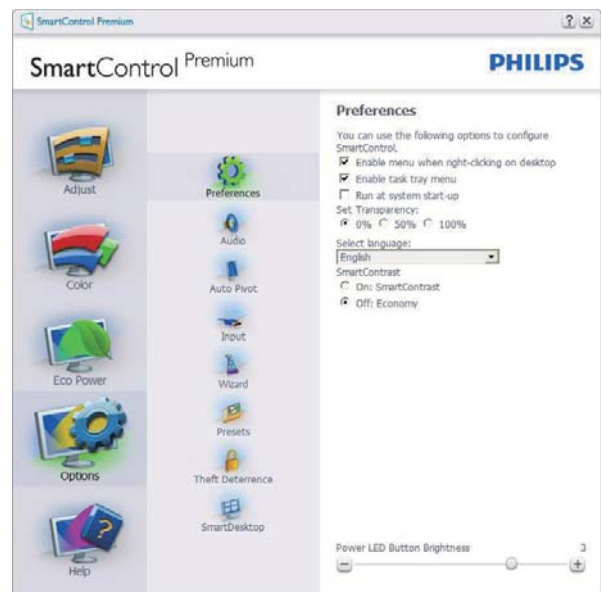 SmartControl Premium
SmartControl Premium
PHILIPS
Adjust
Color
Eco Power
Options
Help
Preferences
Audio
Auto Pivot
Input
Wizard
Presets
Theft Deterrence
SmartDesktop
Preferences
You can use the following options to configure
SmartControl.
Enable menu when right-clicking on desktop
Enable task tray menu
Run at system start-up
Set Transparency:
0% 50% 100%
Select language:
English
SmartContrast
On: SmartContrast
Off: Economy
Power LED Button Brightness 3